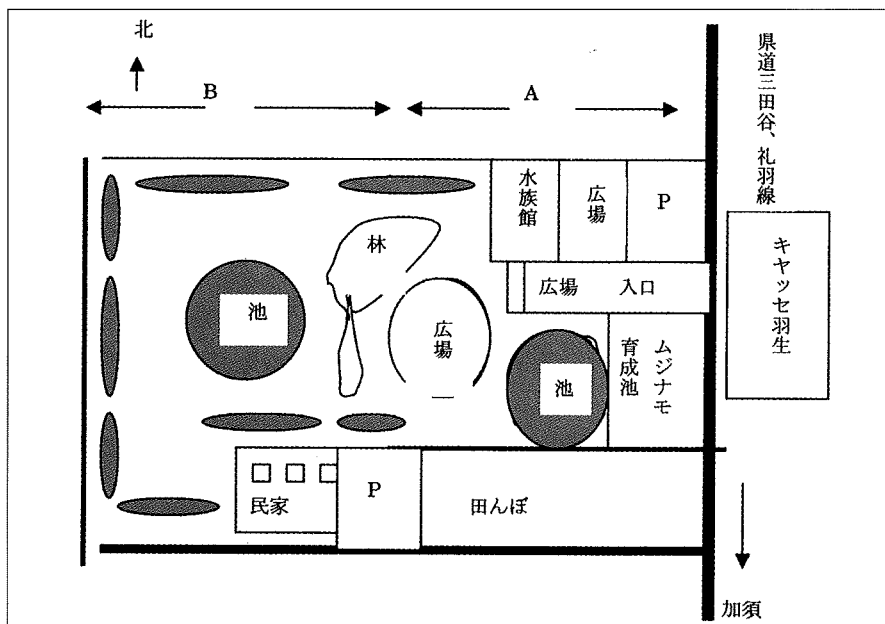 北
B
A
県道三田谷、礼羽線
水族館
広場
P
林
キヤッセ羽生
広場 入口
池
広場
池
ムジナモ
育成池
民家
P
田んぼ
加須